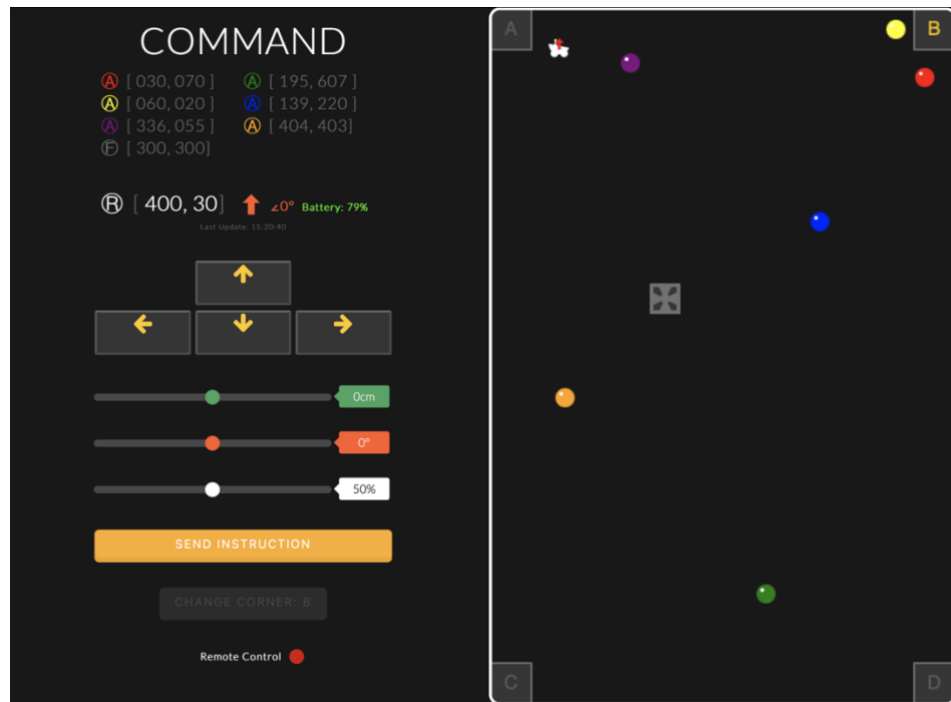 COMMAND
Ⓐ [ 030, 070 ] Ⓐ [ 195, 607 ]
Ⓐ [ 060, 020 ] Ⓐ [ 139, 220 ]
Ⓐ [ 336, 055 ] Ⓐ [ 404, 403]
Ⓕ [ 300, 300]
Ⓡ [ 400, 30] ∠0° Battery: 79%
Last Update: 15:20:40
0cm
0°
50%
SEND INSTRUCTION
CHANGE CORNER: B
Remote Control
A
B
C
D